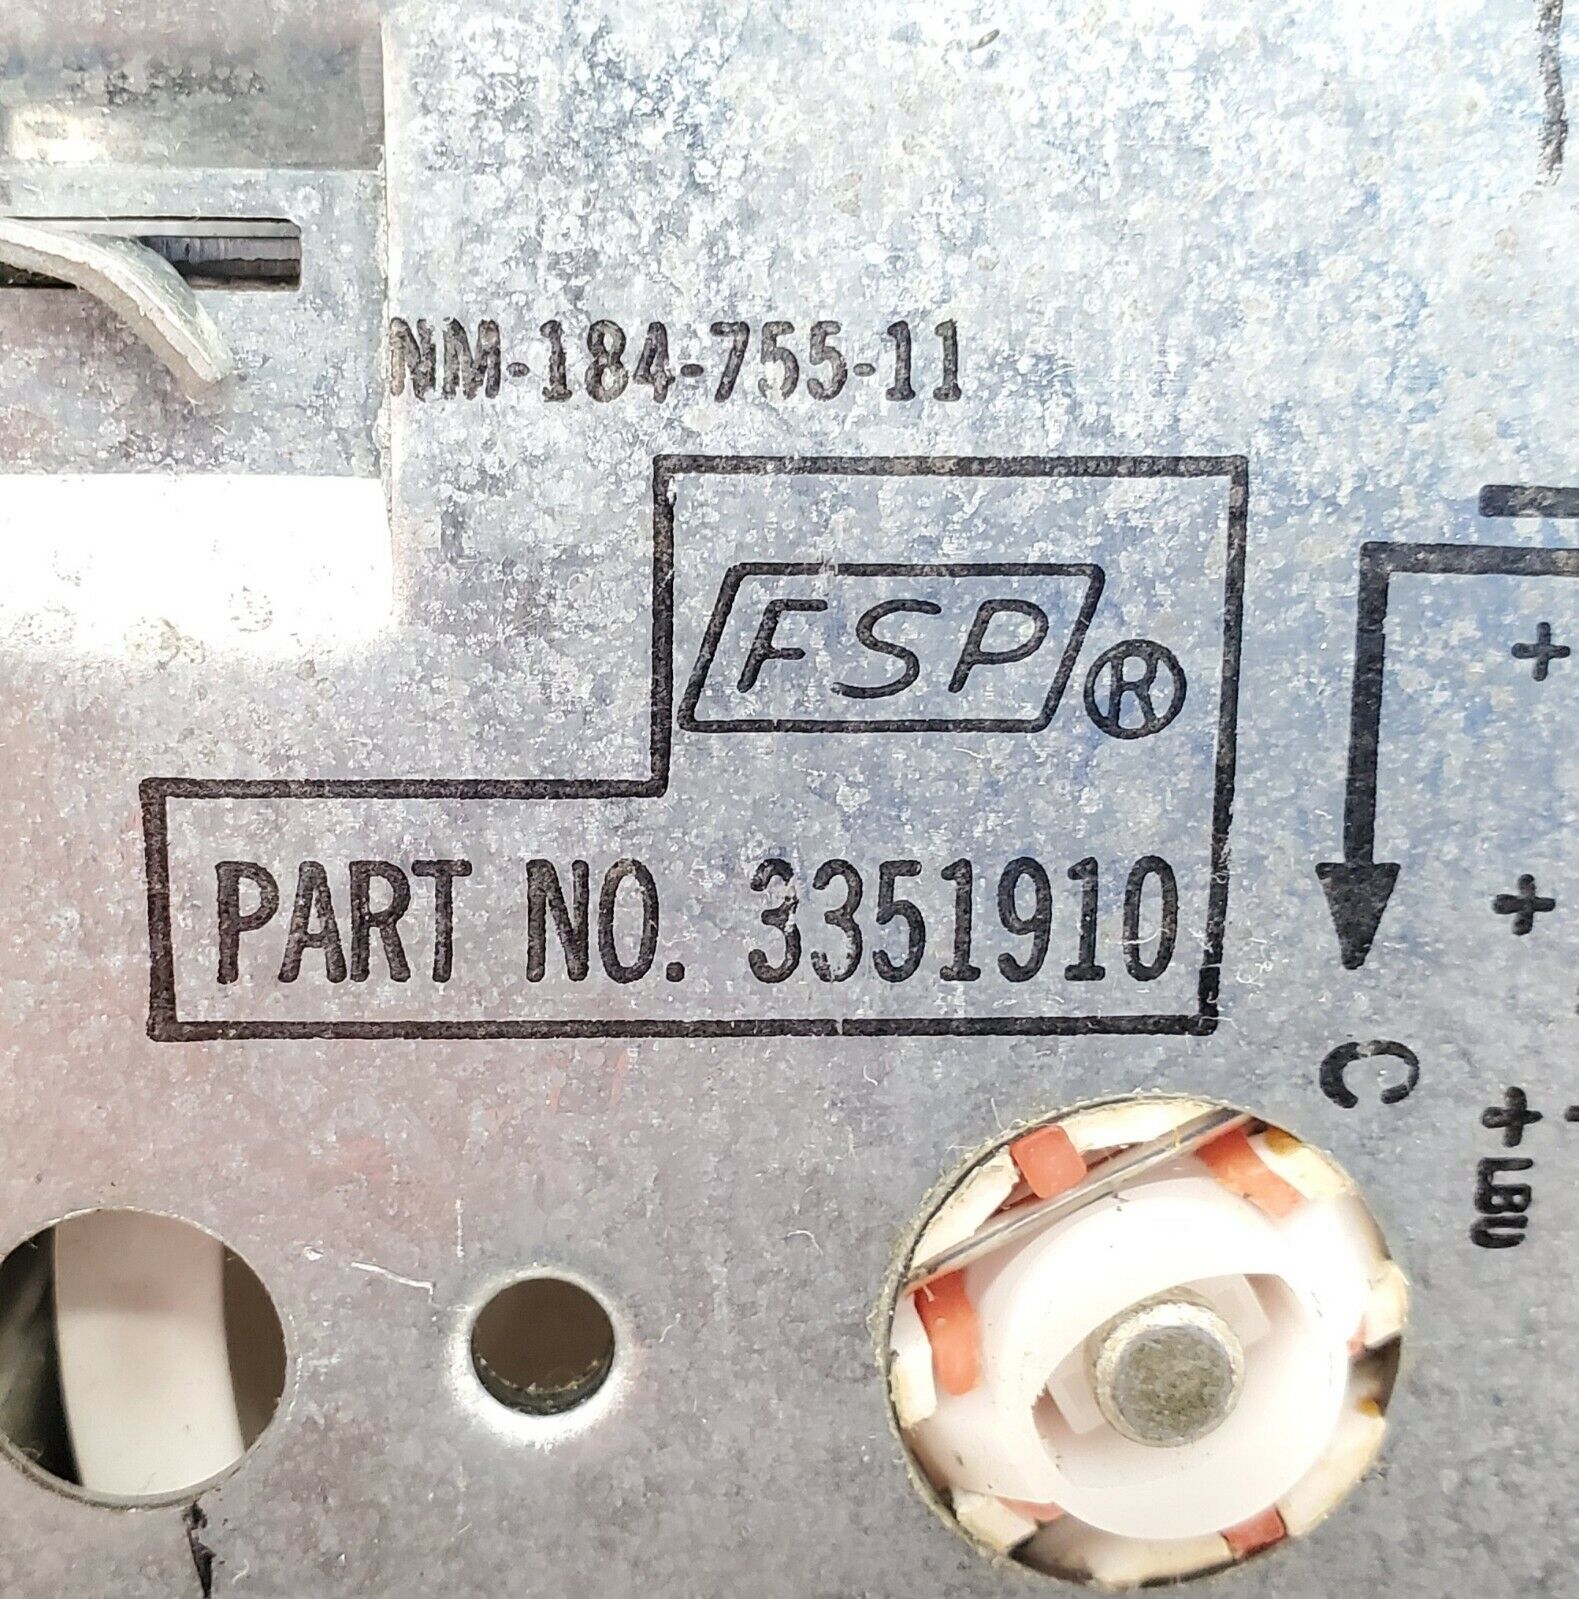 NM-184-755-11
FSP®
PART NO. 3351910
C
+
+
+
LBU